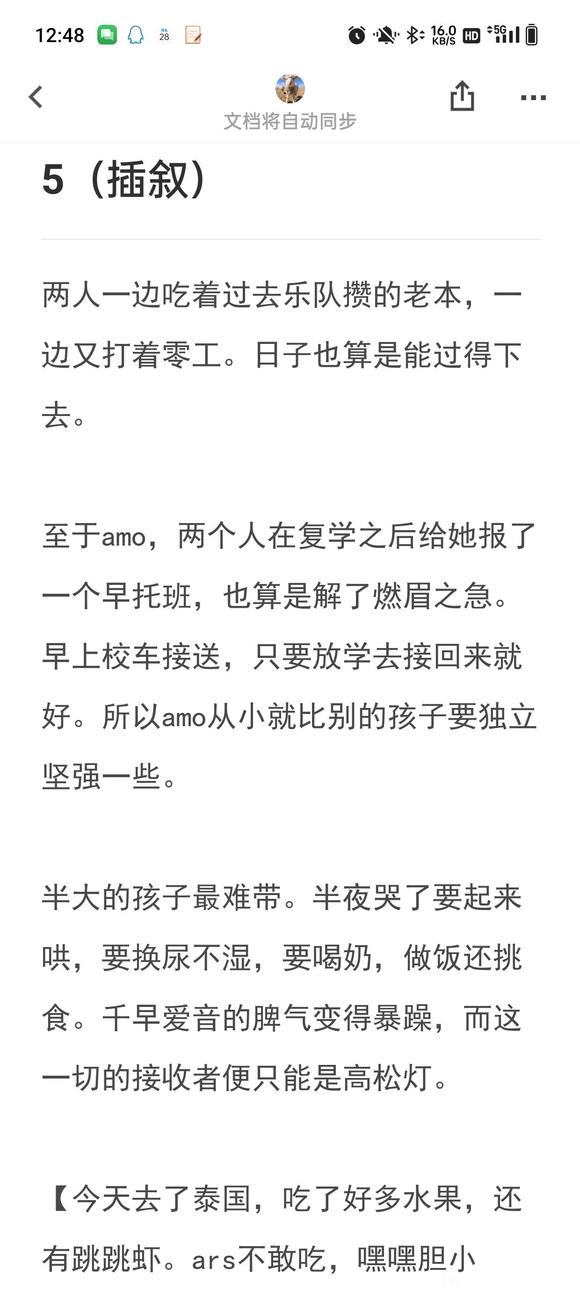 12:48
28
16.0
KB/S
HD
5G
文档将自动同步
5（插叙）
两人一边吃着过去乐队攒的老本，一
边又打着零工。日子也算是能过得下
去。
至于amo，两个人在复学之后给她报了
一个早托班，也算是解了燃眉之急。
早上校车接送，只要放学去接回来就
好。所以amo从小就比别的孩子要独立
坚强一些。
半大的孩子最难带。半夜哭了要起来
哄，要换尿不湿，要喝奶，做饭还挑
食。千早爱音的脾气变得暴躁，而这
一切的接收者便只能是高松灯。
【今天去了泰国，吃了好多水果，还
有跳跳虾。ars不敢吃，嘿嘿胆小